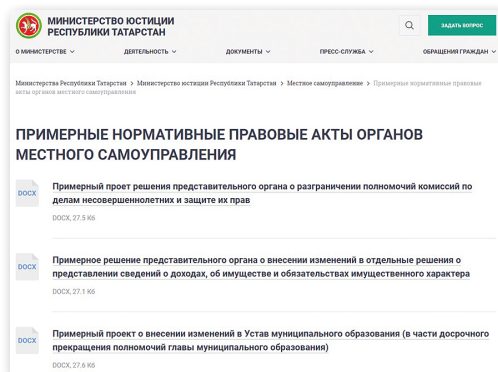 МИНИСТЕРСТВО ЮСТИЦИИ
РЕСПУБЛИКИ ТАТАРСТАН
ЗАДАТЬ ВОПРОС
О МИНИСТЕРСТВЕ
ДЕЯТЕЛЬНОСТЬ
ДОКУМЕНТЫ
ПРЕСС-СЛУЖБА
ОБРАЩЕНИЯ ГРАЖДАН
Министерства Республики Татарстан > Министерство юстиции Республики Татарстан > Местное самоуправление > Примерные нормативные правовые
акты органов местного самоуправления
ПРИМЕРНЫЕ НОРМАТИВНЫЕ ПРАВОВЫЕ АКТЫ ОРГАНОВ
МЕСТНОГО САМОУПРАВЛЕНИЯ
DOCX
Примерный проет решения представительного органа о разграничении полномочий комиссий по
делам несовершеннолетних и защите их прав
DOCX, 27.5 Кб
DOCX
Примерное решение представительного органа о внесении изменений в отдельные решения о
представлении сведений о доходах, об имуществе и обязательствах имущественного характера
DOCX, 27.1 Кб
DOCX
Примерный проект о внесении изменений в Устав муниципального образования (в части досрочного
прекращения полномочий главы муниципального образования)
DOCX, 27.6 Кб